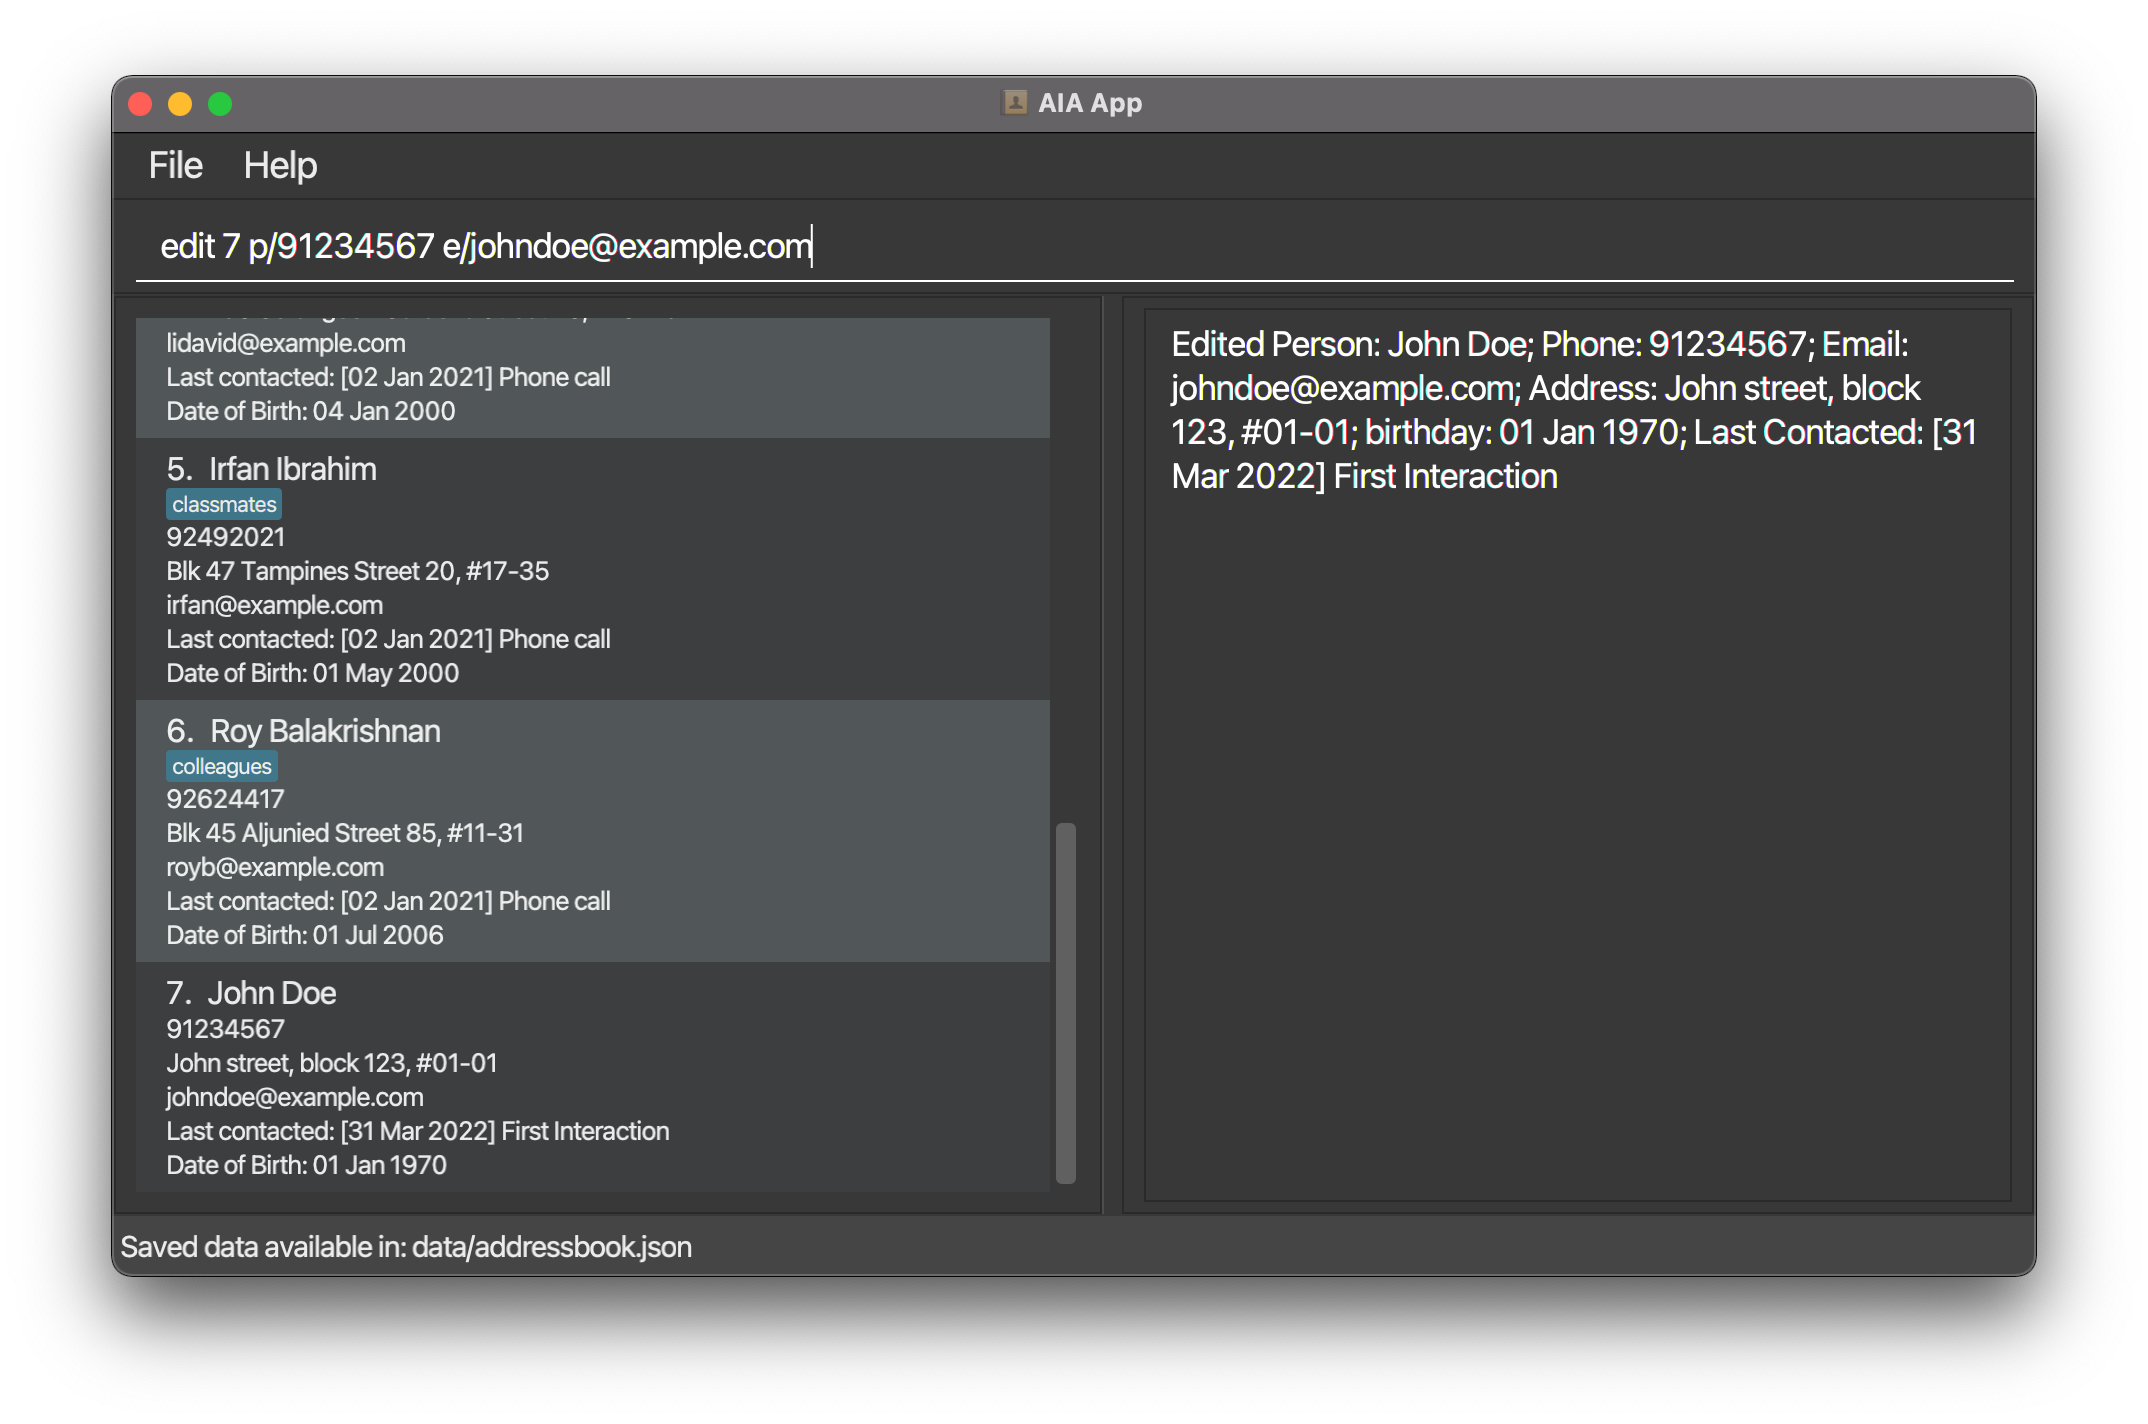 AIA App
File Help
edit 7 p/91234567 e/johndoe@example.com
lidavid@example.com
Last contacted: [02 Jan 2021] Phone call
Date of Birth: 04 Jan 2000
5. Irfan Ibrahim
classmates
92492021
Blk 47 Tampines Street 20, #17-35
irfan@example.com
Last contacted: [02 Jan 2021] Phone call
Date of Birth: 01 May 2000
6. Roy Balakrishnan
colleagues
92624417
Blk 45 Aljunied Street 85, #11-31
royb@example.com
Last contacted: [02 Jan 2021] Phone call
Date of Birth: 01 Jul 2006
7. John Doe
91234567
John street, block 123, #01-01
johndoe@example.com
Last contacted: [31 Mar 2022] First Interaction
Date of Birth: 01 Jan 1970
Edited Person: John Doe; Phone: 91234567; Email:
johndoe@example.com; Address: John street, block
123, #01-01; birthday: 01 Jan 1970; Last Contacted: [31
Mar 2022] First Interaction
Saved data available in: data/addressbook.json